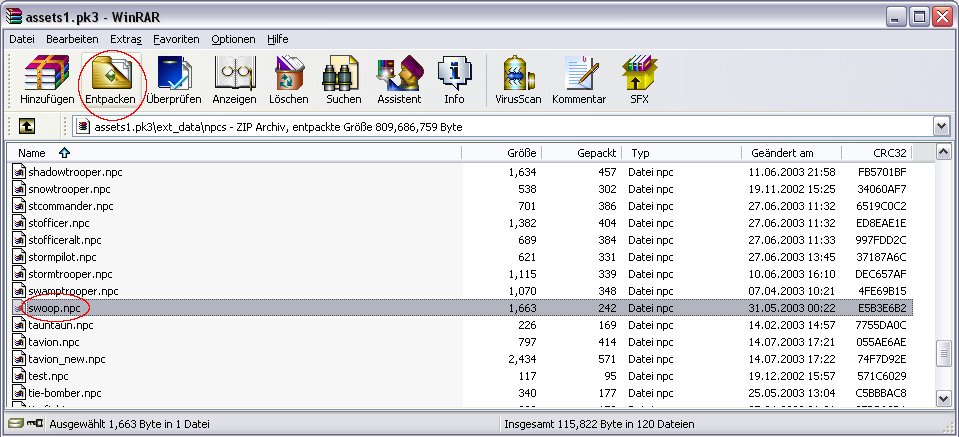 assets1.pk3 - WinRAR
Datei Bearbeiten Extras Favoriten Optionen Hilfe
Hinzufügen Entpacken Überprüfen Anzeigen Löschen Suchen Assistent Info VirusScan Kommentar SFX
assets1.pk3\ext_data\npcs - ZIP Archiv, entpackte Größe 809,686,759 Byte
Name Größe Gepackt Typ Geändert am CRC32
shadowtrooper.npc 1,634 457 Datei npc 11.06.2003 21:58 FB5701BF
snowtrooper.npc 538 302 Datei npc 19.11.2002 15:25 34060AF7
stcommander.npc 701 386 Datei npc 27.06.2003 11:32 6519C0C2
stofficer.npc 1,382 404 Datei npc 27.06.2003 11:32 ED8EAE1E
stofficeralt.npc 689 384 Datei npc 27.06.2003 11:33 997FDD2C
stormpilot.npc 621 331 Datei npc 27.06.2003 13:45 37187A6C
stormtrooper.npc 1,115 339 Datei npc 10.06.2003 16:10 DEC657AF
swamptrooper.npc 1,070 348 Datei npc 07.04.2003 10:21 4FE69B15
swoop.npc 1,663 242 Datei npc 31.05.2003 00:22 E5B3E6B2
tauntaun.npc 226 169 Datei npc 14.02.2003 14:57 7755DA0C
tavion.npc 797 414 Datei npc 14.07.2003 17:21 055AE6AE
tavion_new.npc 2,434 571 Datei npc 14.07.2003 17:22 74F7D92E
test.npc 117 95 Datei npc 19.12.2002 15:57 571C6029
tie-bomber.npc 340 177 Datei npc 25.05.2003 13:04 C5BBBAC8
Ausgewählt 1,663 Byte in 1 Datei Insgesamt 115,822 Byte in 120 Dateien